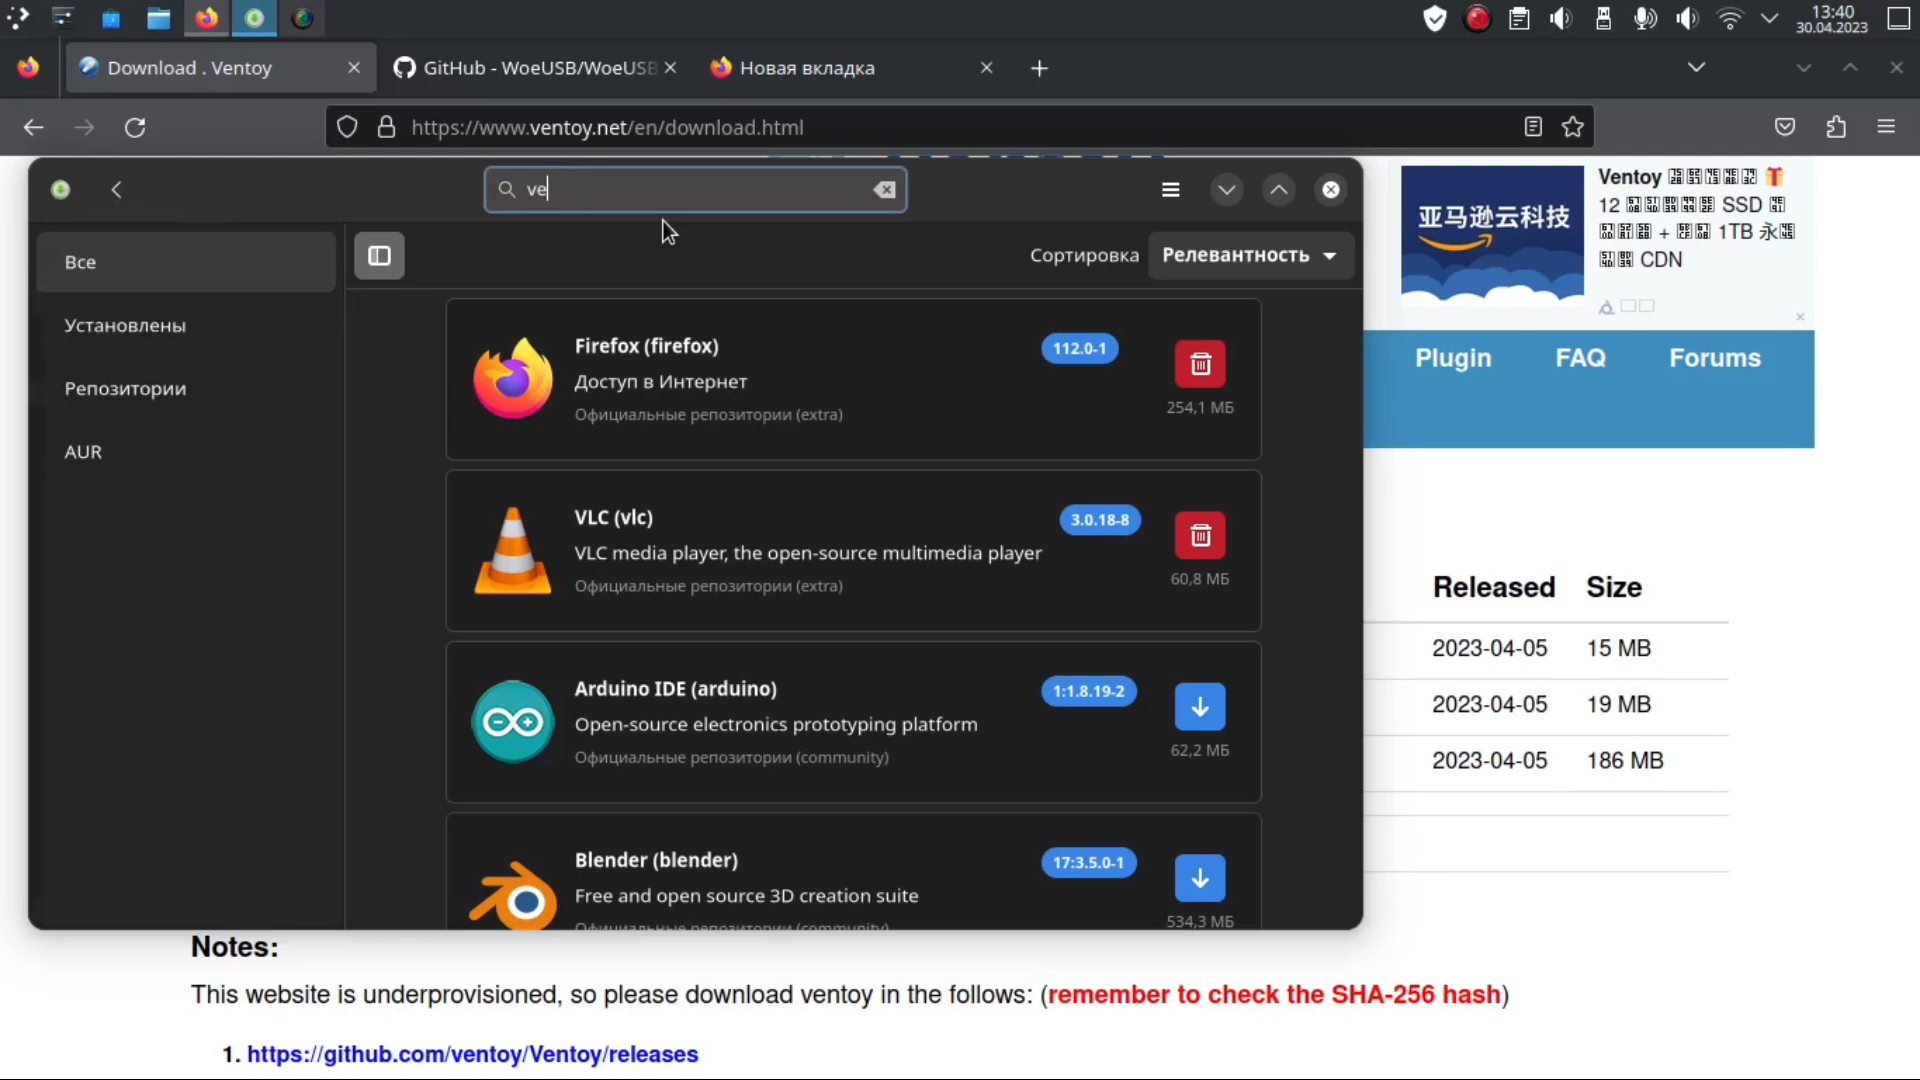 13:40
30.04.2023
Download . Ventoy
GitHub - WoeUSB/WoeUSB
Новая вкладка
https://www.ventoy.net/en/download.html
ve
Все
Установлены
Репозитории
AUR
Сортировка
Релевантность
Firefox (firefox)
112.0-1
Доступ в Интернет
Официальные репозитории (extra)
254,1 МБ
VLC (vlc)
3.0.18-8
VLC media player, the open-source multimedia player
Официальные репозитории (extra)
60,8 МБ
Arduino IDE (arduino)
1:1.8.19-2
Open-source electronics prototyping platform
Официальные репозитории (community)
62,2 МБ
Blender (blender)
17:3.5.0-1
Free and open source 3D creation suite
Официальные репозитории (community)
534,3 МБ
亚马逊云科技
Ventoy
12 SSD
+ 1TB 永
CDN
Plugin FAQ Forums
Released Size
2023-04-05 15 MB
2023-04-05 19 MB
2023-04-05 186 MB
Notes:
This website is underprovisioned, so please download ventoy in the follows: (remember to check the SHA-256 hash)
1. https://github.com/ventoy/Ventoy/releases